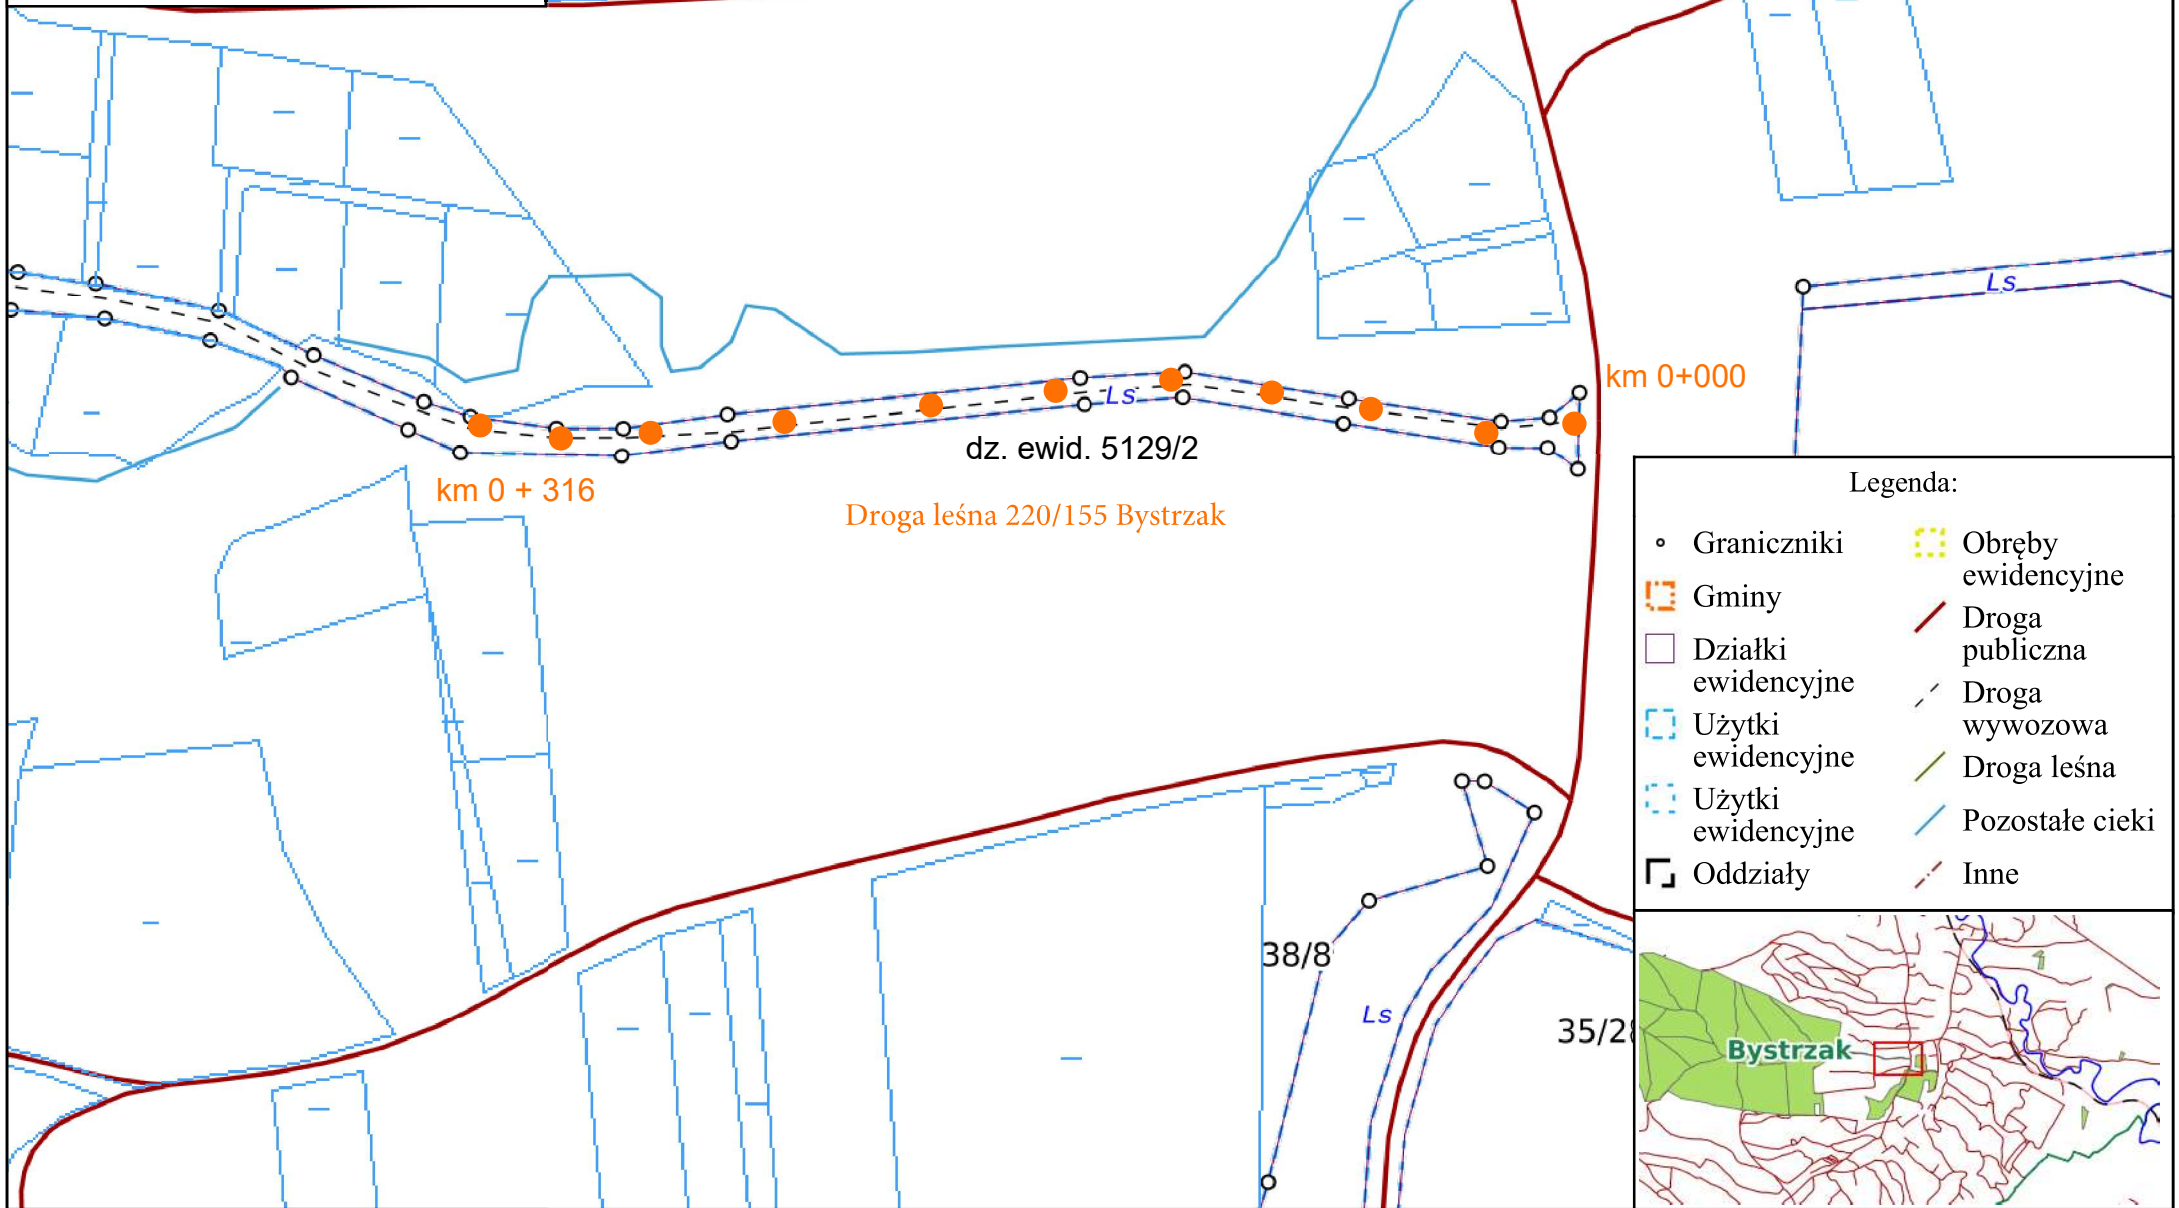 km 0+000
Ls
Ls
dz. ewid. 5129/2
km 0 + 316
Droga leśna 220/155 Bystrzak
Legenda:
Graniczniki
Gminy
Działki
ewidencyjne
Użytki
ewidencyjne
Użytki
ewidencyjne
Oddziały
Obręby
ewidencyjne
Droga
publiczna
Droga
wywozowa
Droga leśna
Pozostałe cieki
Inne
38/8
Ls
35/28
Bystrzak